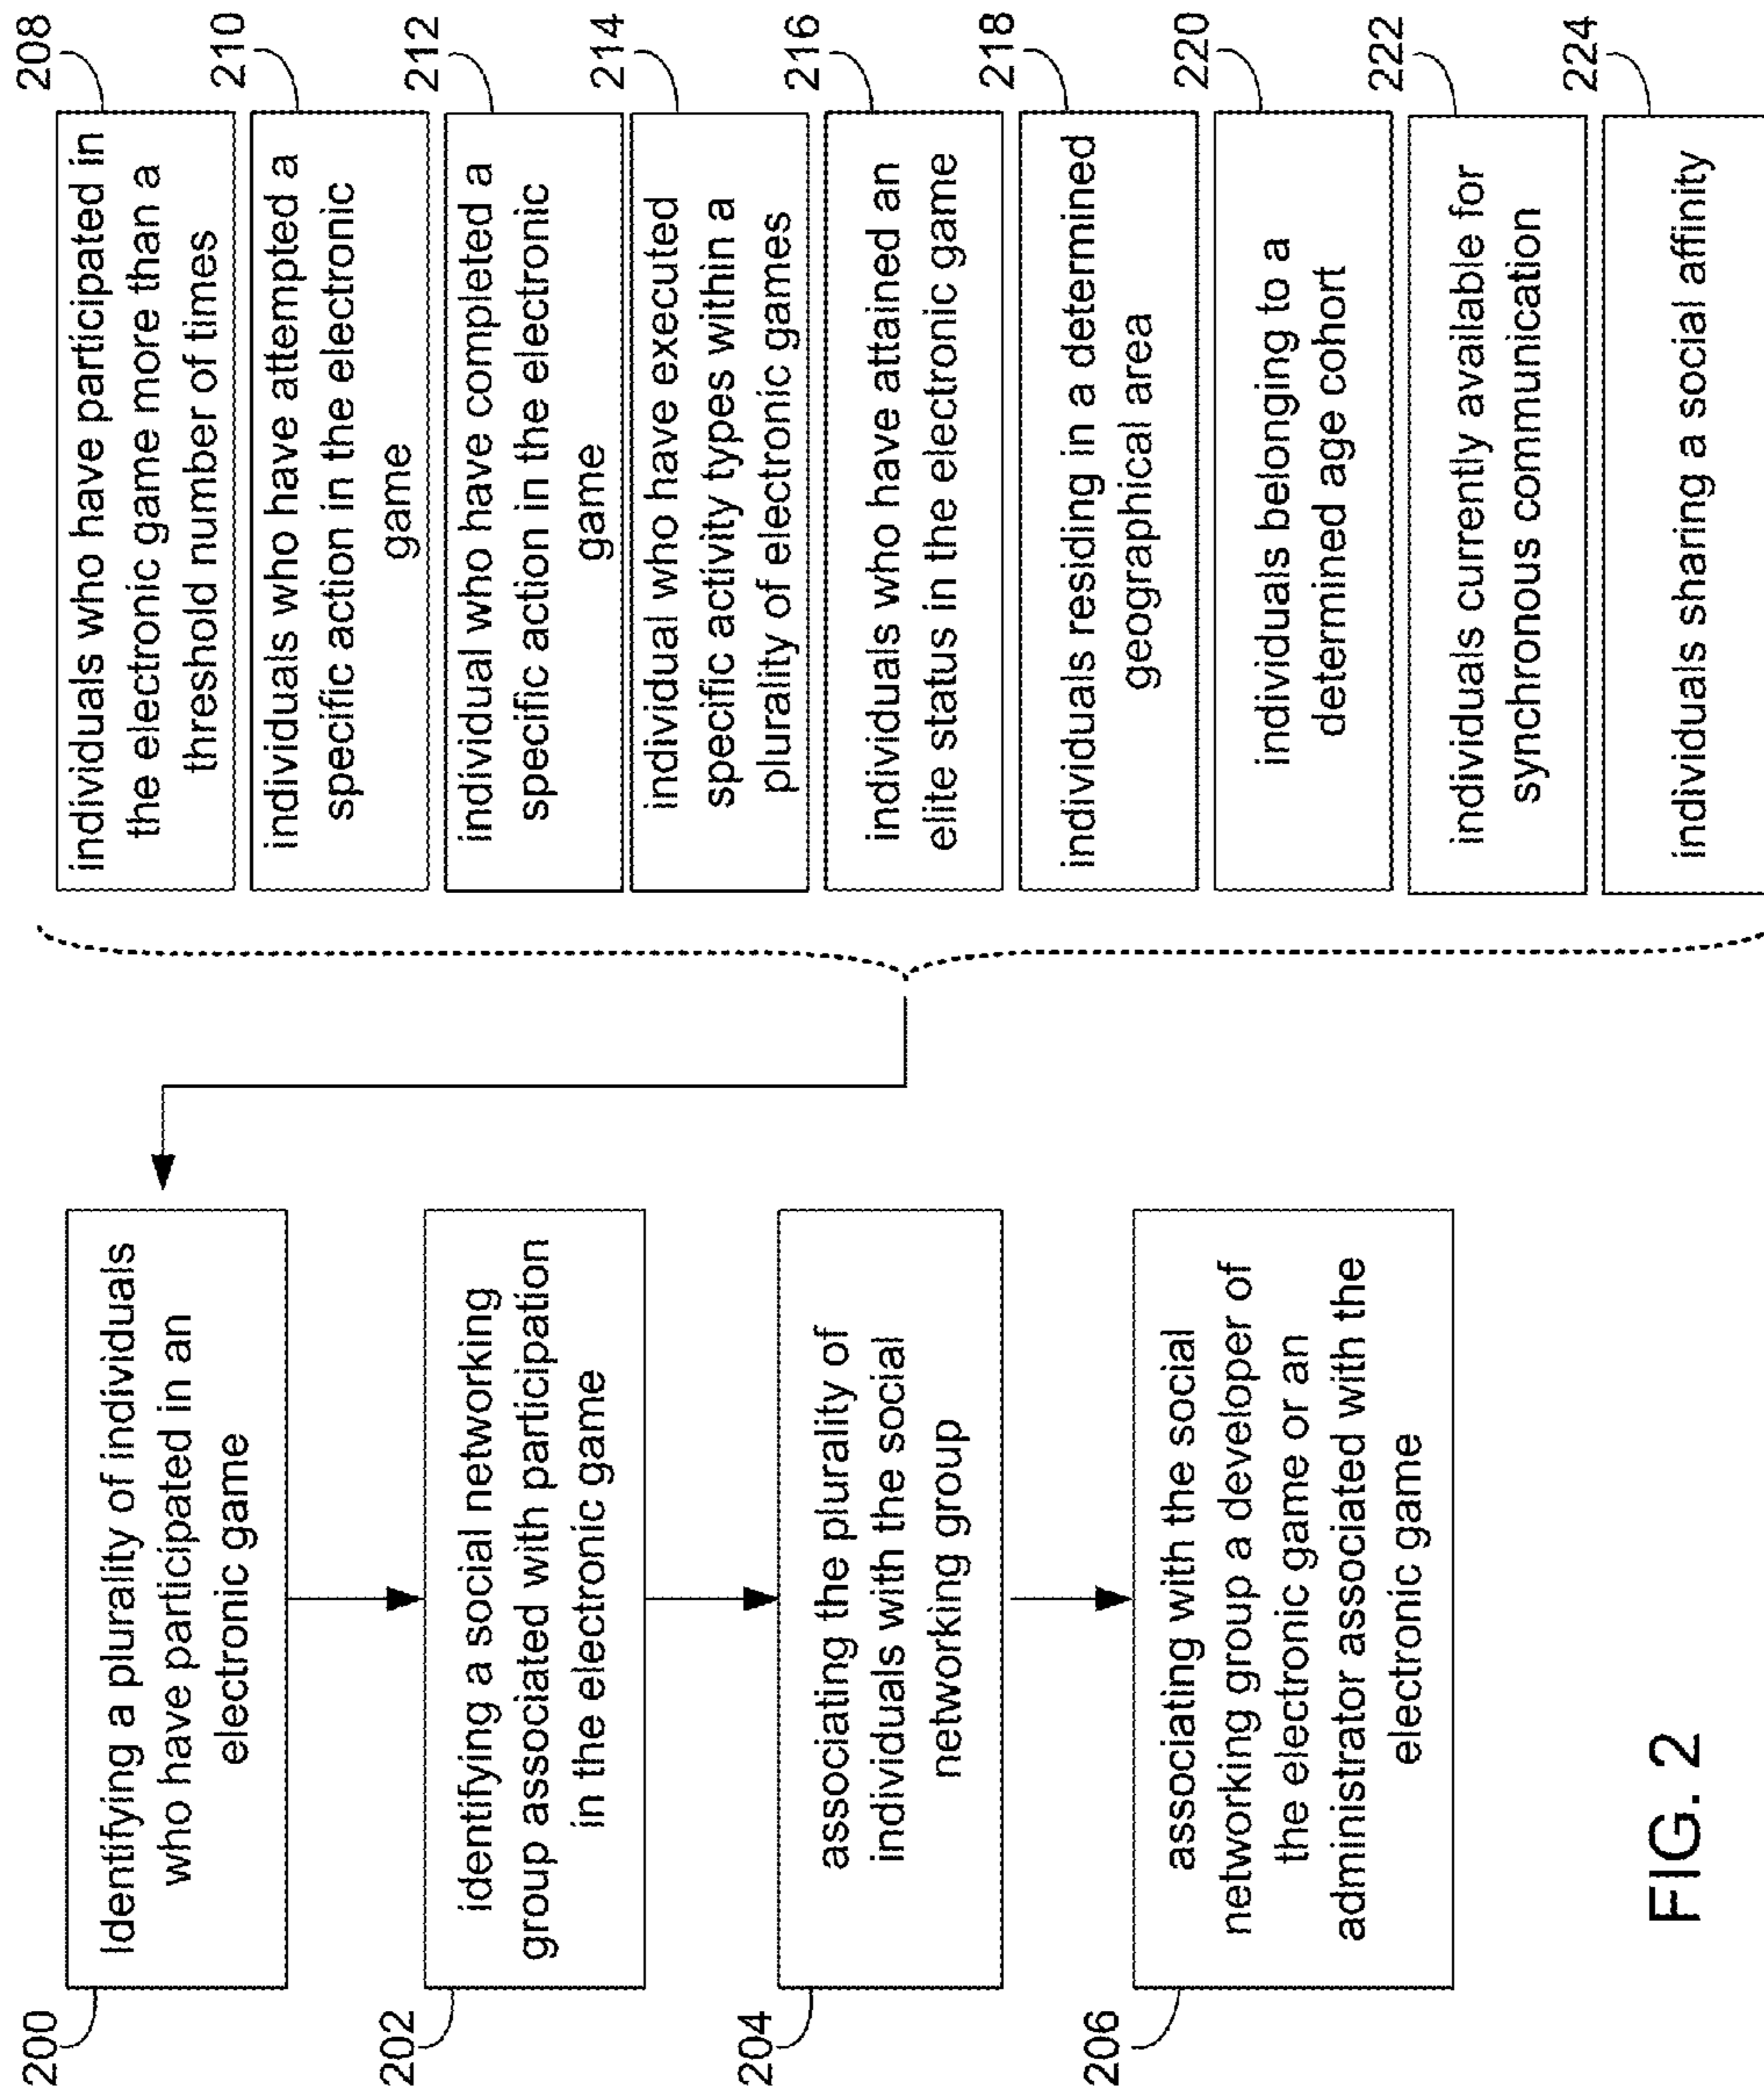 200
Identifying a plurality of individuals
who have participated in an
electronic game
202
identifying a social networking
group associated with participation
in the electronic game
204
associating the plurality of
individuals with the social
networking group
206
associating with the social
networking group a developer of
the electronic game or an
administrator associated with the
electronic game
208
individuals who have participated in
the electronic game more than a
threshold number of times
210
individuals who have attempted a
specific action in the electronic
game
212
individual who have completed a
specific action in the electronic
game
214
individual who have executed
specific activity types within a
plurality of electronic games
216
individuals who have attained an
elite status in the electronic game
218
individuals residing in a determined
geographical area
220
individuals belonging to a
determined age cohort
222
individuals currently available for
synchronous communication
224
individuals sharing a social affinity
FIG. 2